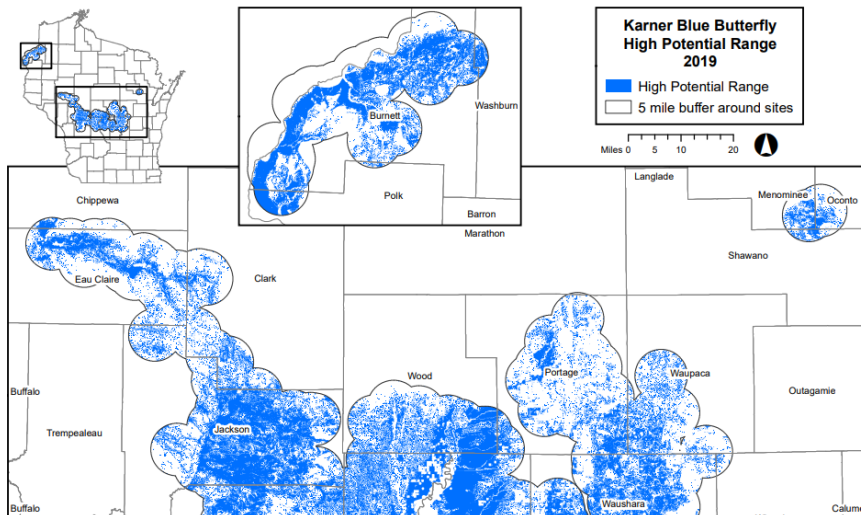 Karner Blue Butterfly
High Potential Range
2019
High Potential Range
5 mile buffer around sites
Miles 0 5 10 20
Washburn
Burnett
Polk
Barron
Marathon
Langlade
Menominee
Oconto
Shawano
Chippewa
Eau Claire
Clark
Wood
Portage
Waupaca
Outagamie
Buffalo
Trempealeau
Jackson
Waushara
Buffalo
Calume